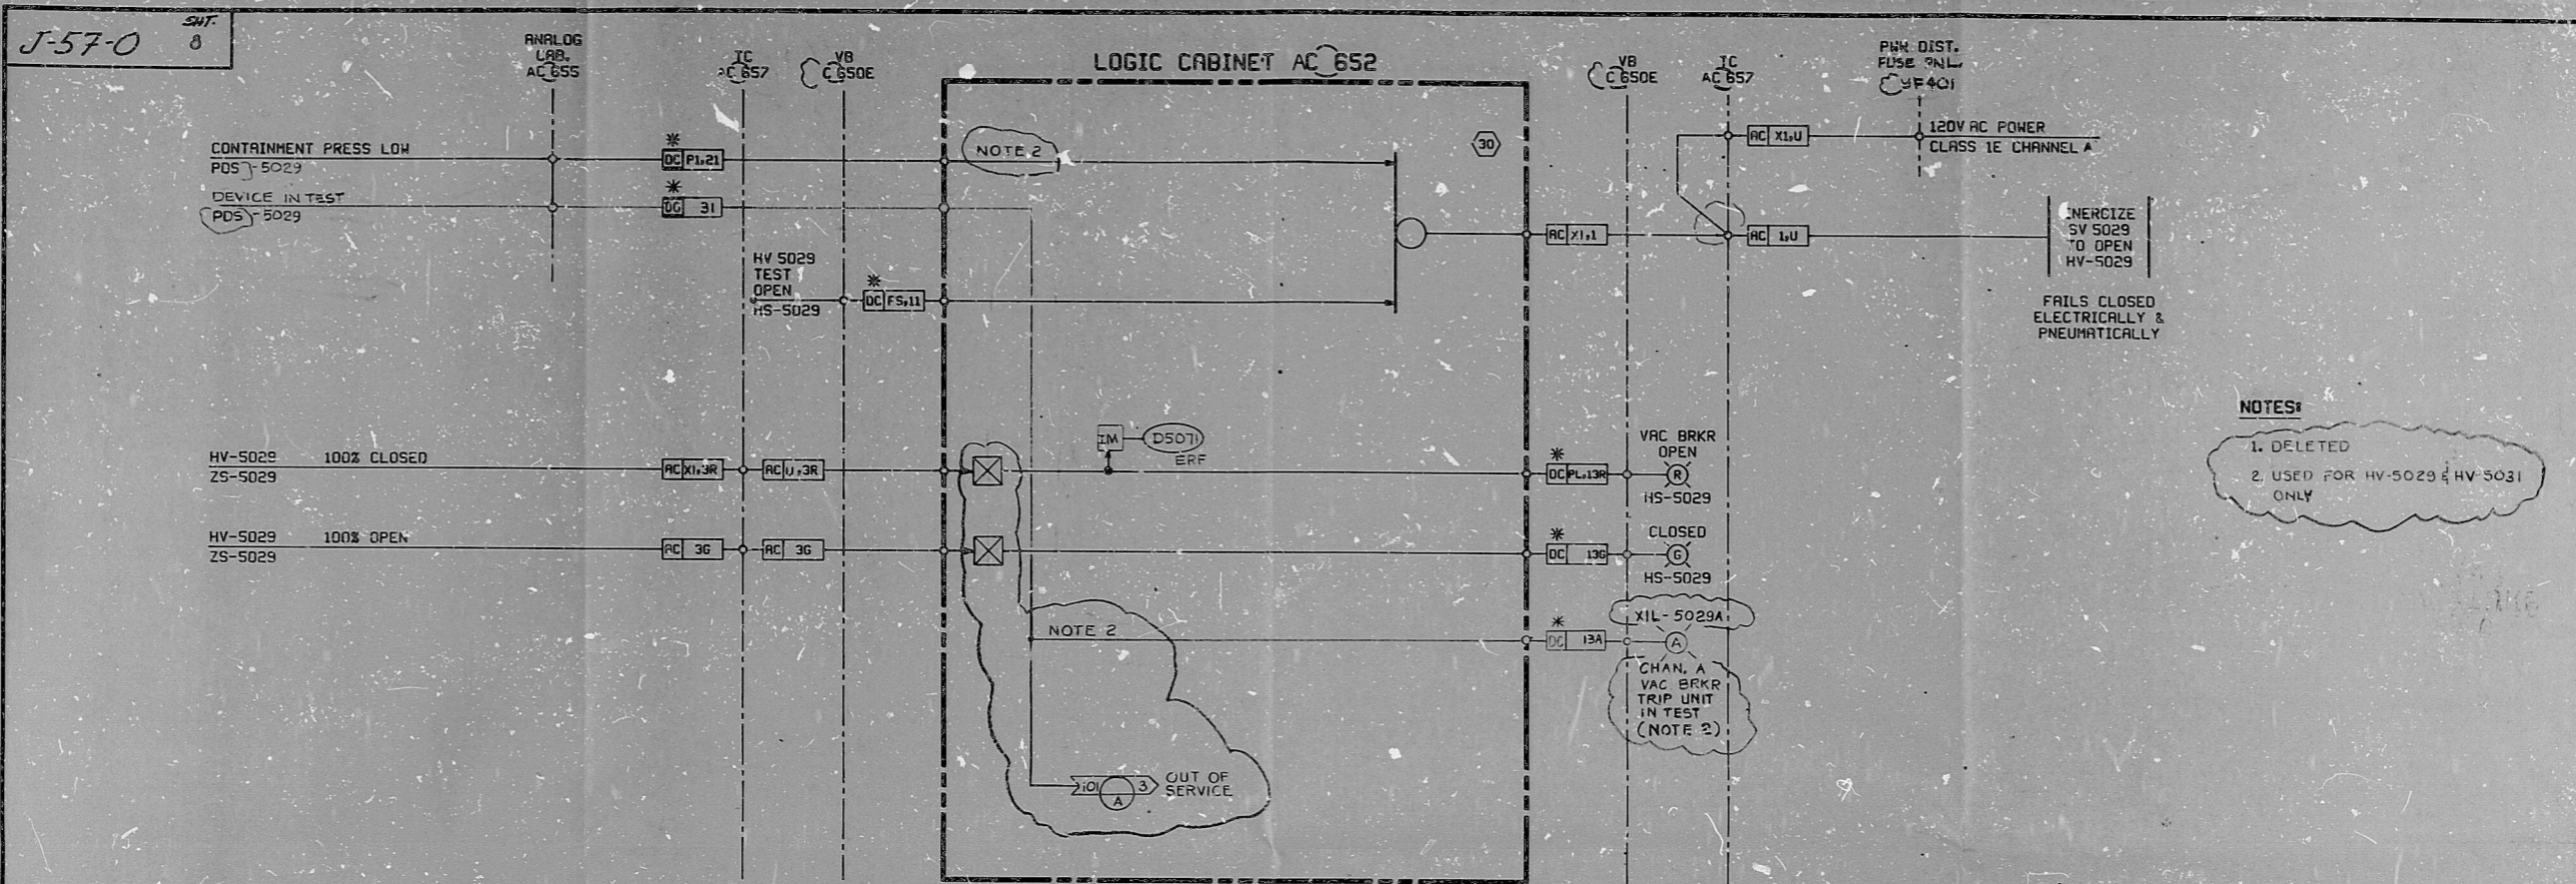 SHT.
J-57-0 8
ANALOG
CAB.
AC 655
TC
AC 657
VB
C 650E
LOGIC CABINET AC 652
VB
C 650E
TC
AC 657
PWR DIST.
FUSE PNL.
YF401
CONTAINMENT PRESS LOW
PDS-5029
*
DC P1,21
NOTE 2
30
AC X1,U
120V AC POWER
CLASS 1E CHANNEL A
DEVICE IN TEST
PDS-5029
*
DC 31
AC X1,1
AC 1,U
ENERGIZE
SV 5029
TO OPEN
HV-5029
HV 5029
TEST
OPEN
HS-5029
*
DC FS,11
FAILS CLOSED
ELECTRICALLY &
PNEUMATICALLY
NOTES:
1. DELETED
2. USED FOR HV-5029 & HV-5031
ONLY
HV-5029 100% CLOSED
ZS-5029
AC X1,3R
AC U,3R
IM
D5071
ERF
*
DC PL,13R
VAC BRKR
OPEN
R
HS-5029
HV-5029 100% OPEN
ZS-5029
AC 3G
AC 3G
*
DC 13G
CLOSED
G
HS-5029
NOTE 2
*
DC 13A
XIL-5029A
A
CHAN. A
VAC BRKR
TRIP UNIT
IN TEST
(NOTE 2)
101 3
A
OUT OF
SERVICE